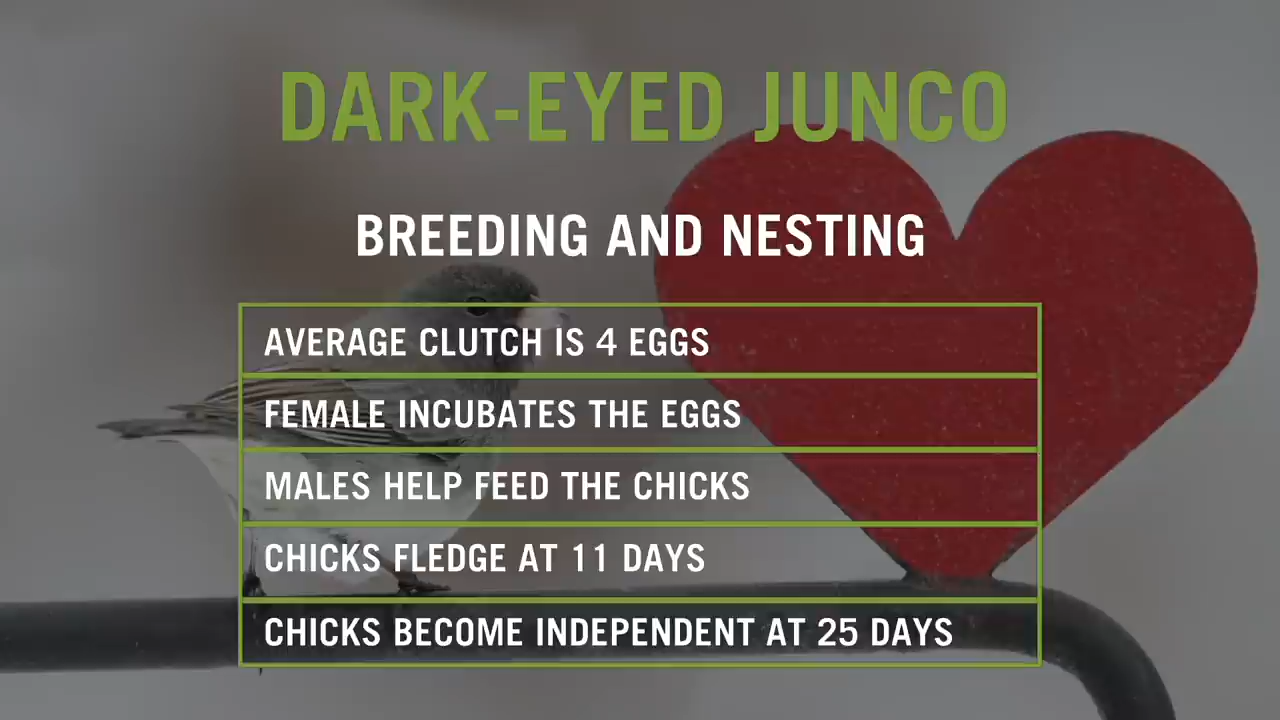 DARK-EYED JUNCO
BREEDING AND NESTING
AVERAGE CLUTCH IS 4 EGGS
FEMALE INCUBATES THE EGGS
MALES HELP FEED THE CHICKS
CHICKS FLEDGE AT 11 DAYS
CHICKS BECOME INDEPENDENT AT 25 DAYS